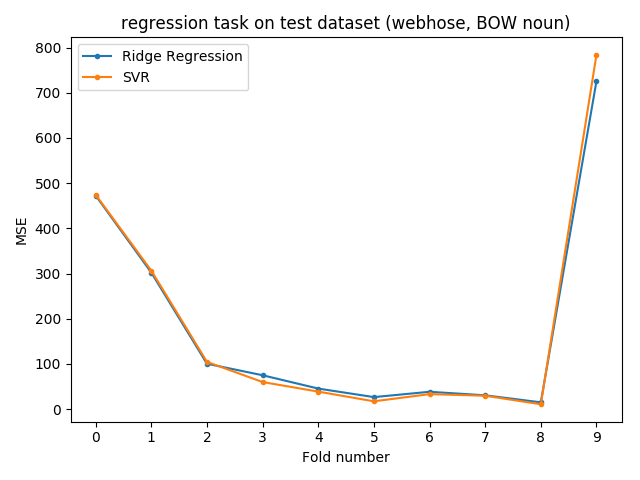 regression task on test dataset (webhose, BOW noun)
Ridge Regression
SVR
800
700
600
500
400
300
200
100
0
MSE
0 1 2 3 4 5 6 7 8 9
Fold number